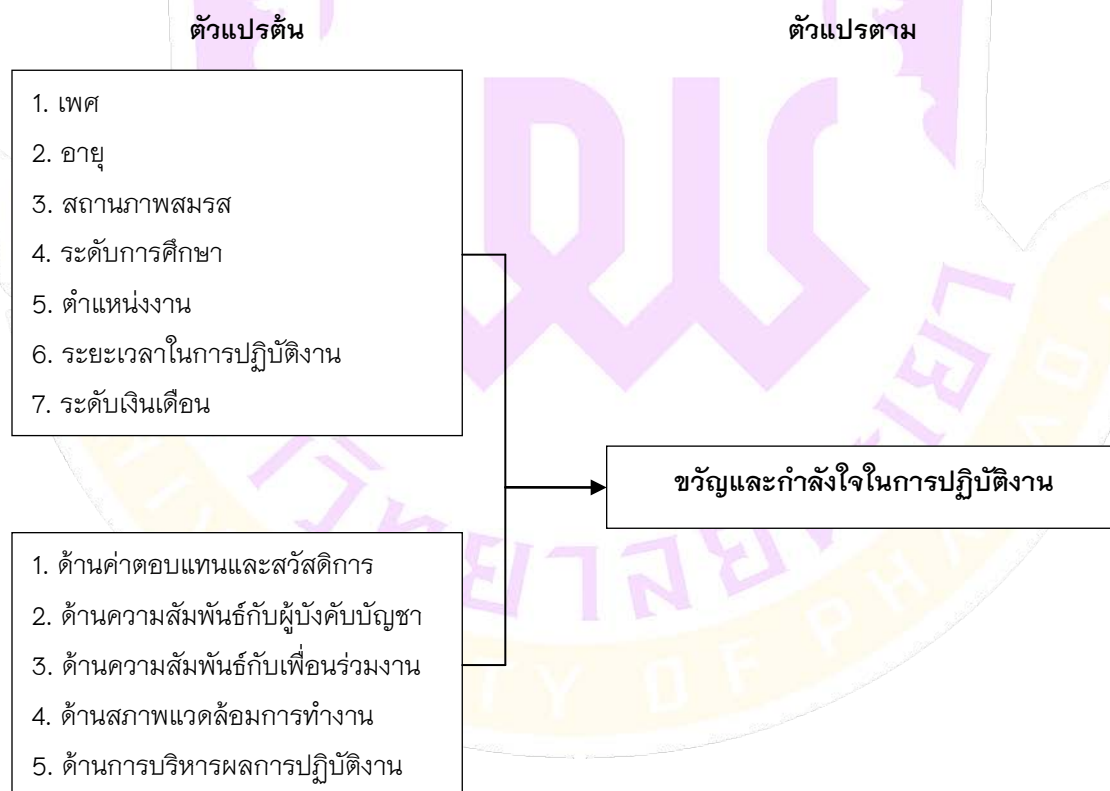 ตัวแปรต้น
ตัวแปรตาม
1. เพศ
2. อายุ
3. สถานภาพสมรส
4. ระดับการศึกษา
5. ตำแหน่งงาน
6. ระยะเวลาในการปฏิบัติงาน
7. ระดับเงินเดือน
ขวัญและกำลังใจในการปฏิบัติงาน
1. ด้านค่าตอบแทนและสวัสดิการ
2. ด้านความสัมพันธ์กับผู้บังคับบัญชา
3. ด้านความสัมพันธ์กับเพื่อนร่วมงาน
4. ด้านสภาพแวดล้อมการทำงาน
5. ด้านการบริหารผลการปฏิบัติงาน